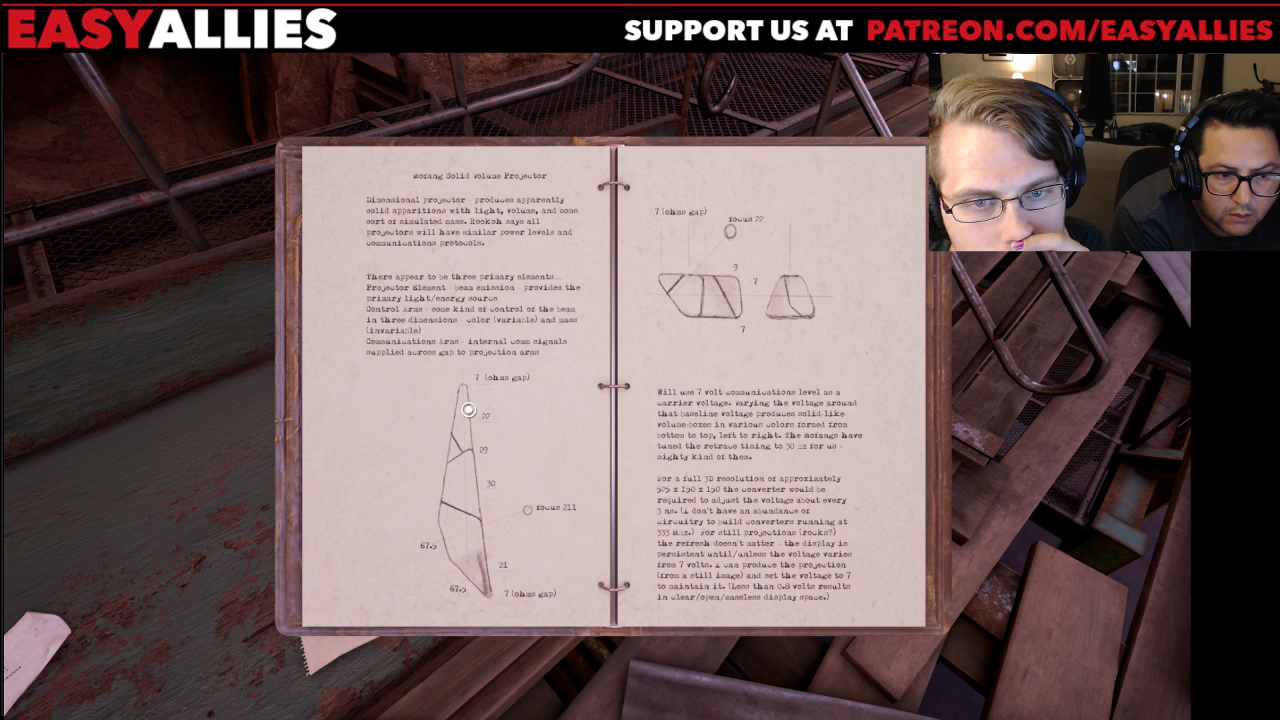 EASYALLIES
SUPPORT US AT PATREON.COM/EASYALLIES
Mofang Solid Volume Projector
Dimensional projector - produces apparently
solid apparitions with light, volume, and some
sort of simulated mass. Rookoh says all
projectors will have similar power levels and
communications protocols.
There appear to be three primary elements...
Projector Element - beam emission - provides the
primary light/energy source
Control Arms - some kind of control of the beam
in three dimensions - color (variable) and mass
(invariable)
Communications Arms - internal comm signals
supplied across gap to projection arms
7 (ohms gap)
22
29
30
focus 211
67.5
21
67.5
7 (ohms gap)
7 (ohms gap)
focus 22
9
7
7
Will use 7 volt communications level as a
carrier voltage. Varying the voltage around
that baseline voltage produces solid-like
volume-boxes in various colors formed from
bottom to top, left to right. The mofangs have
tuned the retrace timing to 30 Hz for us -
mighty kind of them.
For a full 3D resolution of approximately
525 x 150 x 150 the converter would be
required to adjust the voltage about every
3 ns. (I don't have an abundance of
circuitry to build converters running at
333 mHz.) For still projections (rocks?)
the refresh doesn't matter - the display is
persistent until/unless the voltage varies
from 7 volts. I can produce the projection
(from a still image) and set the voltage to 7
to maintain it. (Less than 0.8 volts results
in clear/open/massless display space.)